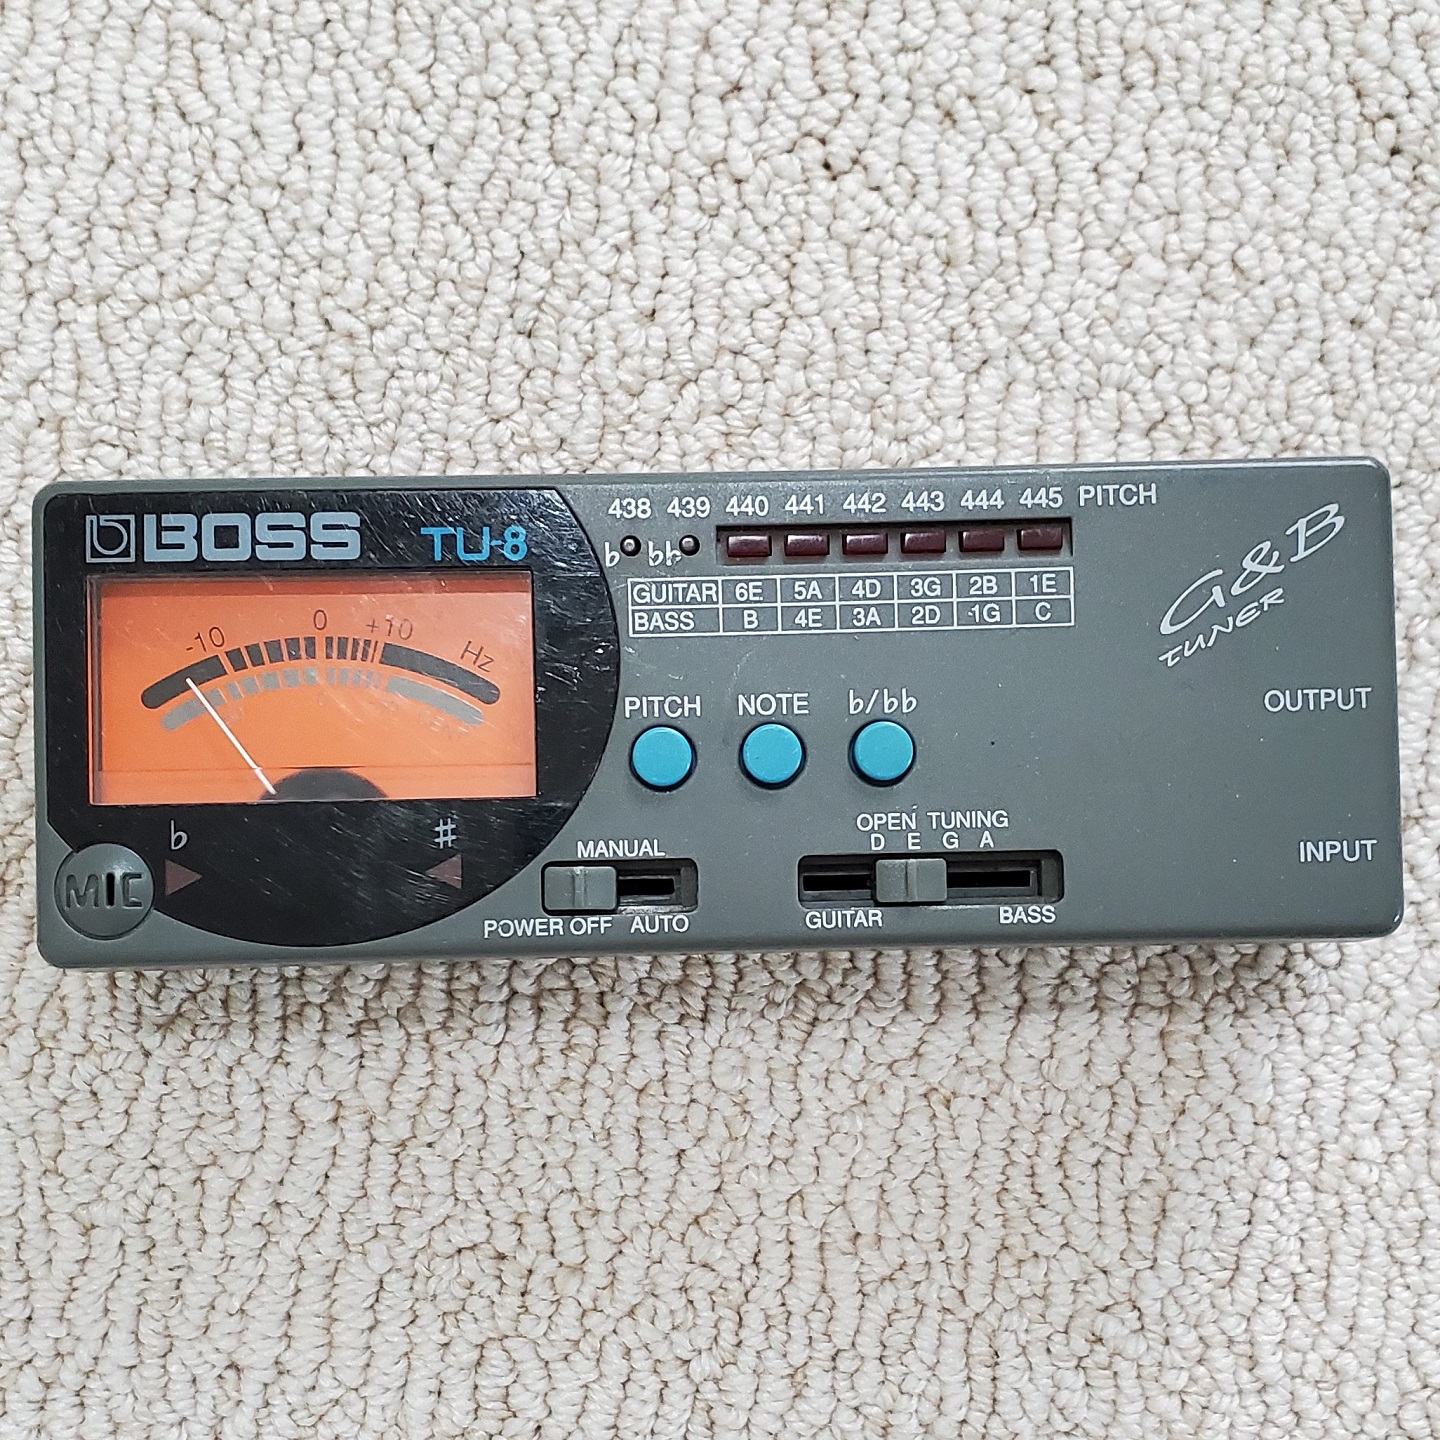 BOSS TU-8
-10 0 +10 Hz
♭ ♯
MIC
438 439 440 441 442 443 444 445 PITCH
♭ ♭♭
GUITAR 6E 5A 4D 3G 2B 1E
BASS B 4E 3A 2D 1G C
G&B
TUNER
PITCH NOTE ♭/♭♭
OUTPUT
OPEN TUNING
D E G A
MANUAL
INPUT
POWER OFF AUTO
GUITAR BASS